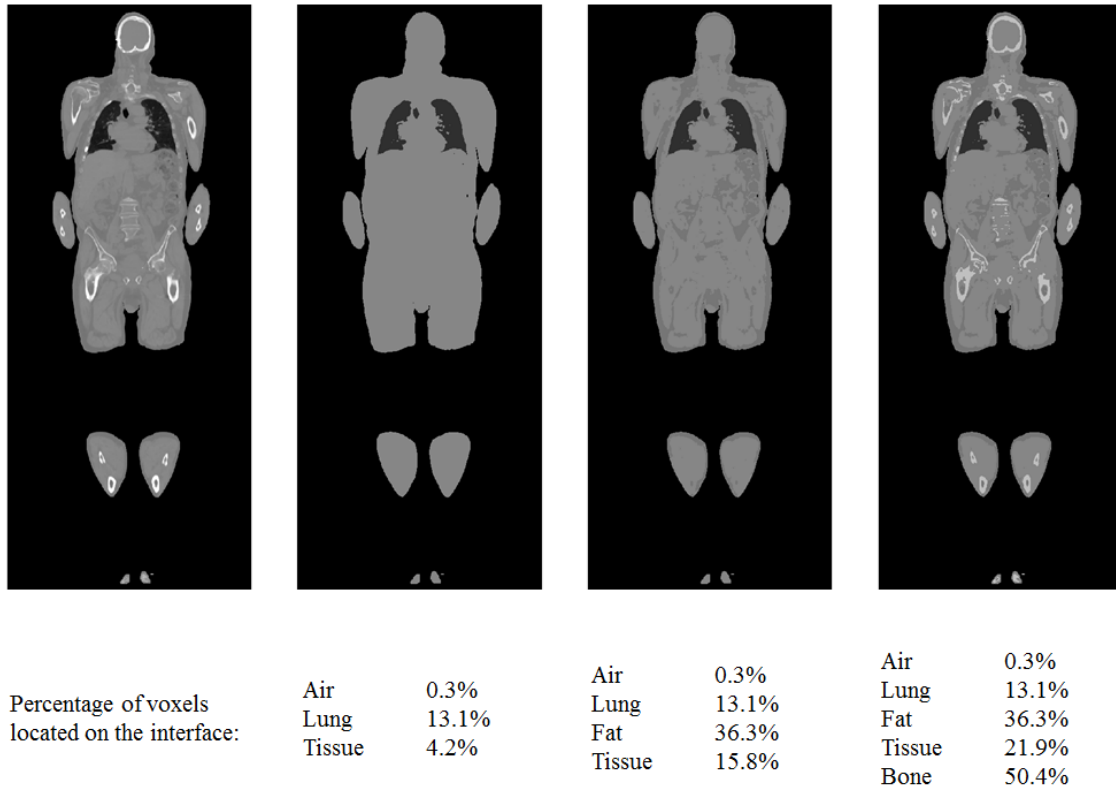 Percentage of voxels
located on the interface:
Air 0.3%
Lung 13.1%
Tissue 4.2%
Air 0.3%
Lung 13.1%
Fat 36.3%
Tissue 15.8%
Air 0.3%
Lung 13.1%
Fat 36.3%
Tissue 21.9%
Bone 50.4%